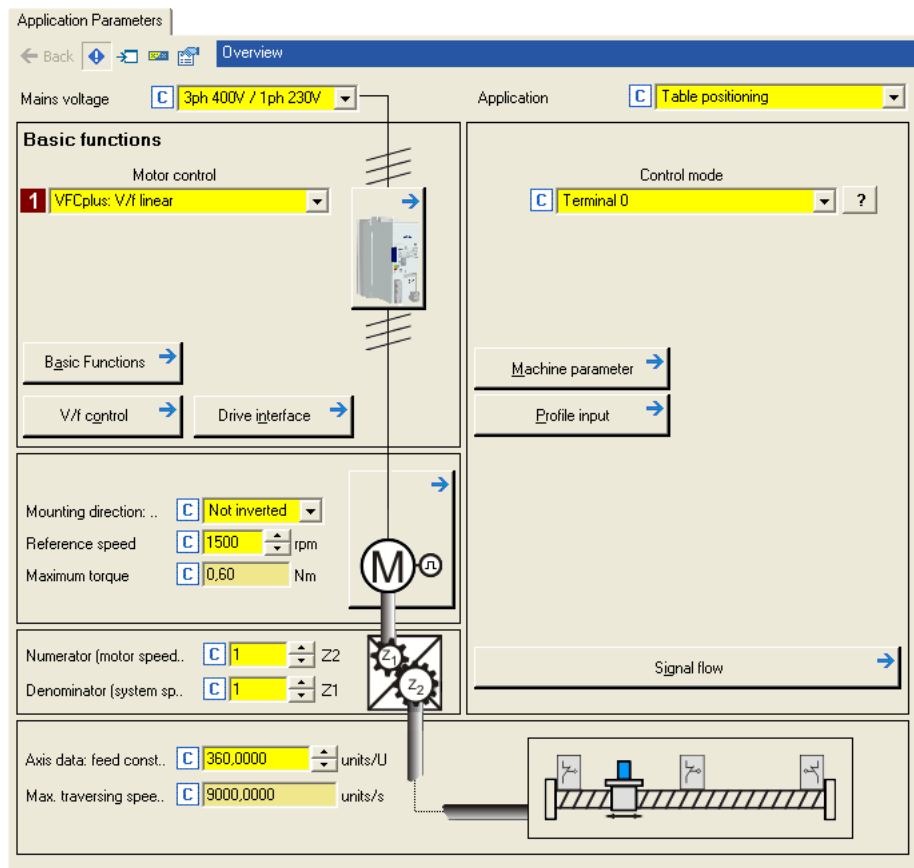 Application Parameters
Back
Overview
Mains voltage
C
3ph 400V / 1ph 230V
Application
C
Table positioning
Basic functions
Motor control
1
VFCplus: V/f linear
Control mode
C
Terminal 0
?
Basic Functions
V/f control
Drive interface
Machine parameter
Profile input
Mounting direction: ..
C
Not inverted
Reference speed
C
1500
rpm
Maximum torque
C
0,60
Nm
M
Numerator (motor speed..
C
1
Z2
Denominator (system sp..
C
1
Z1
Z1
Z2
Signal flow
Axis data: feed const..
C
360,0000
units/U
Max. traversing spee..
C
9000,0000
units/s